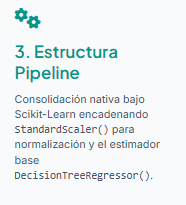 3. Estructura
Pipeline
Consolidación nativa bajo
Scikit-Learn encadenando
StandardScaler() para
normalización y el estimador
base
DecisionTreeRegressor().